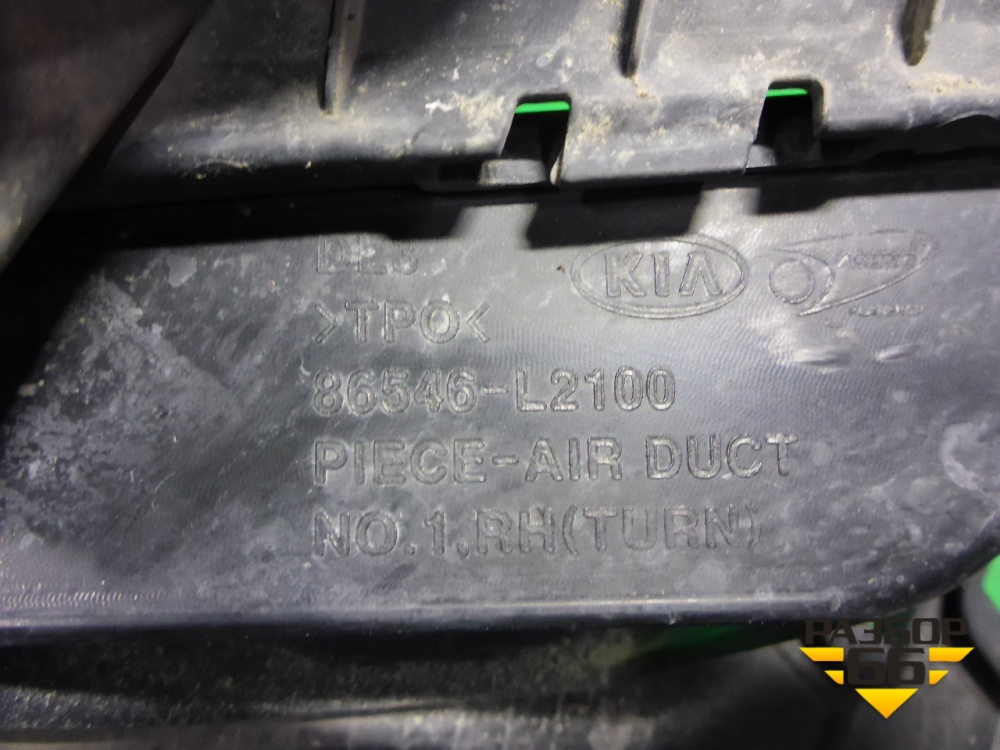 KIA
>TPO<
86546-L2100
PIECE-AIR DUCT
NO.1,RH(TURN)
РАЗБОР
66